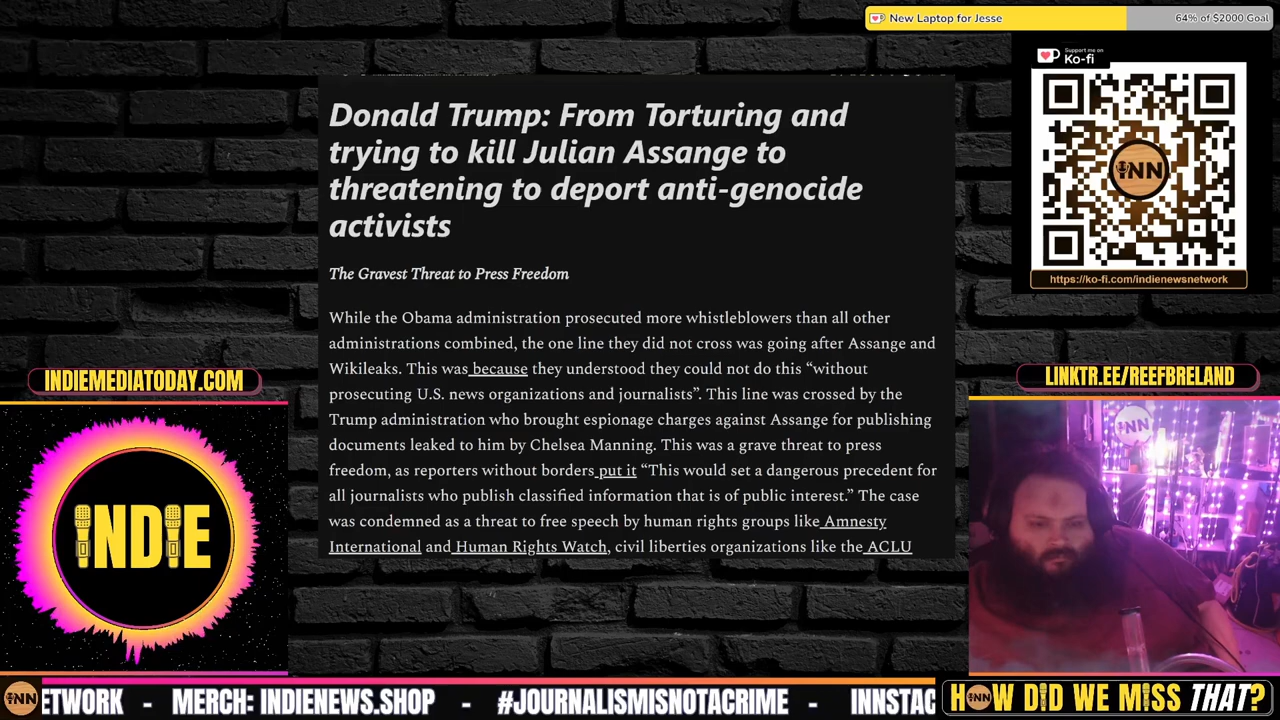 New Laptop for Jesse
64% of $2000 Goal
Support me on
Ko-fi
iNN
https://ko-fi.com/indienewsnetwork
Donald Trump: From Torturing and
trying to kill Julian Assange to
threatening to deport anti-genocide
activists
The Gravest Threat to Press Freedom
While the Obama administration prosecuted more whistleblowers than all other
administrations combined, the one line they did not cross was going after Assange and
Wikileaks. This was because they understood they could not do this “without
prosecuting U.S. news organizations and journalists”. This line was crossed by the
Trump administration who brought espionage charges against Assange for publishing
documents leaked to him by Chelsea Manning. This was a grave threat to press
freedom, as reporters without borders put it “This would set a dangerous precedent for
all journalists who publish classified information that is of public interest.” The case
was condemned as a threat to free speech by human rights groups like Amnesty
International and Human Rights Watch, civil liberties organizations like the ACLU
INDIEMEDIATODAY.COM
LINKTR.EE/REEFBRELAND
iNDiE
iNN
iNN
ETWORK - MERCH: INDIENEWS.SHOP - #JOURNALISMISNOTACRIME - INNSTAC
HOW DiD WE MiSS THAT?